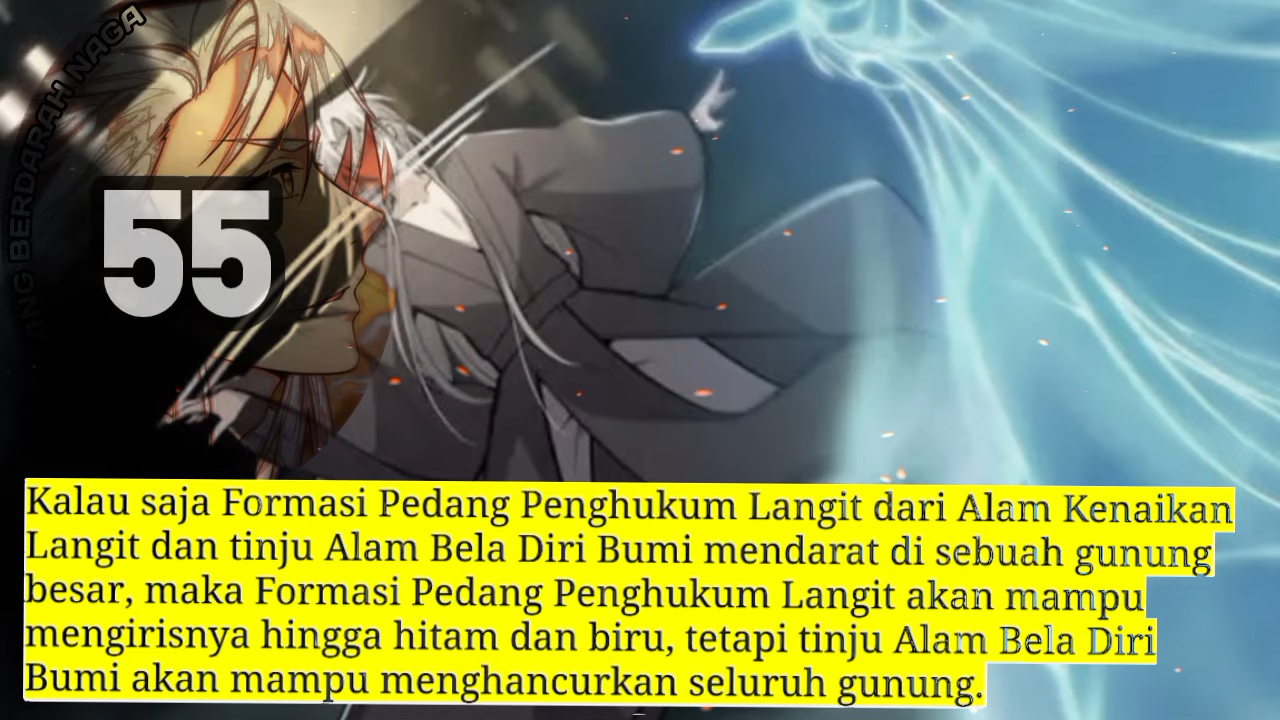 BERDARAH NAGA
55
Kalau saja Formasi Pedang Penghukum Langit dari Alam Kenaikan
Langit dan tinju Alam Bela Diri Bumi mendarat di sebuah gunung
besar, maka Formasi Pedang Penghukum Langit akan mampu
mengirisnya hingga hitam dan biru, tetapi tinju Alam Bela Diri
Bumi akan mampu menghancurkan seluruh gunung.